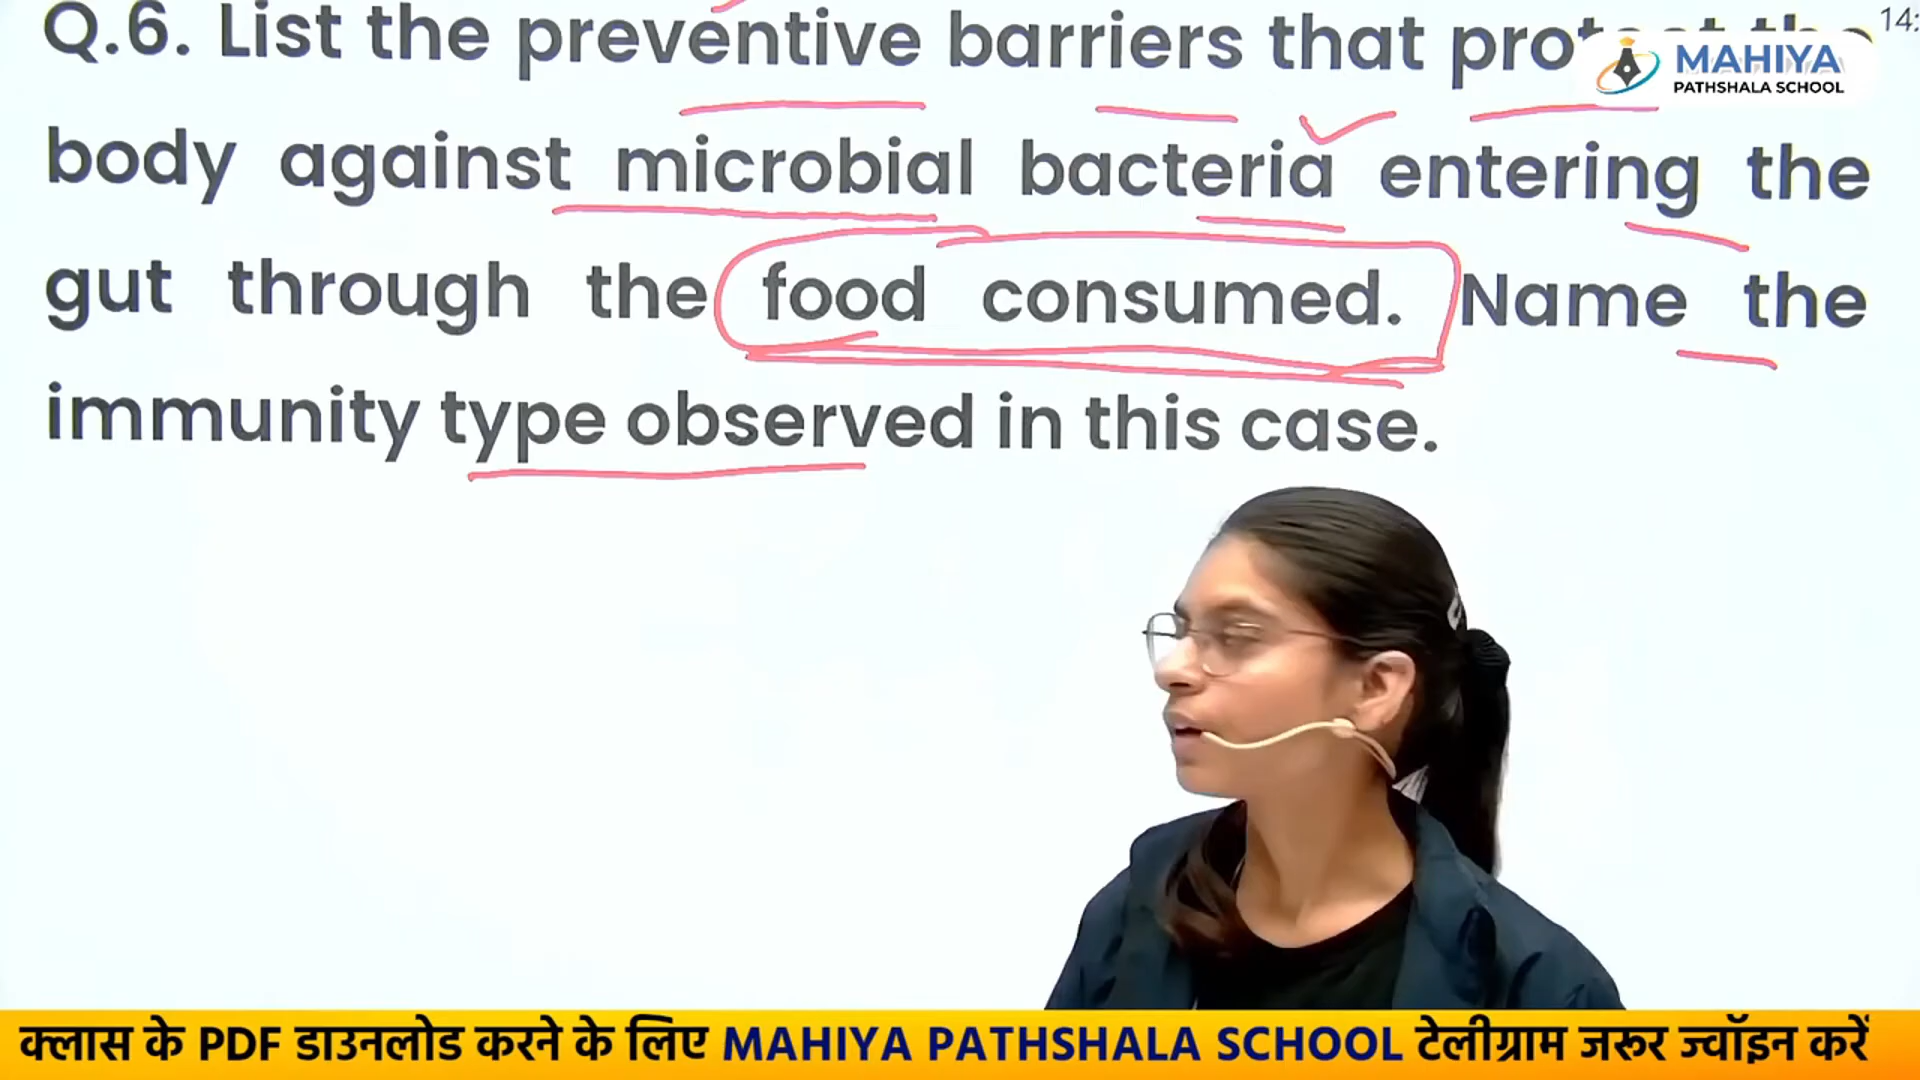 Q.6. List the preventive barriers that
14:
MAHIYA
PATHSHALA SCHOOL
body against microbial bacteria entering the
gut through the food consumed. Name the
immunity type observed in this case.
क्लास के PDF डाउनलोड करने के लिए MAHIYA PATHSHALA SCHOOL टेलीग्राम जरूर ज्वॉइन करें